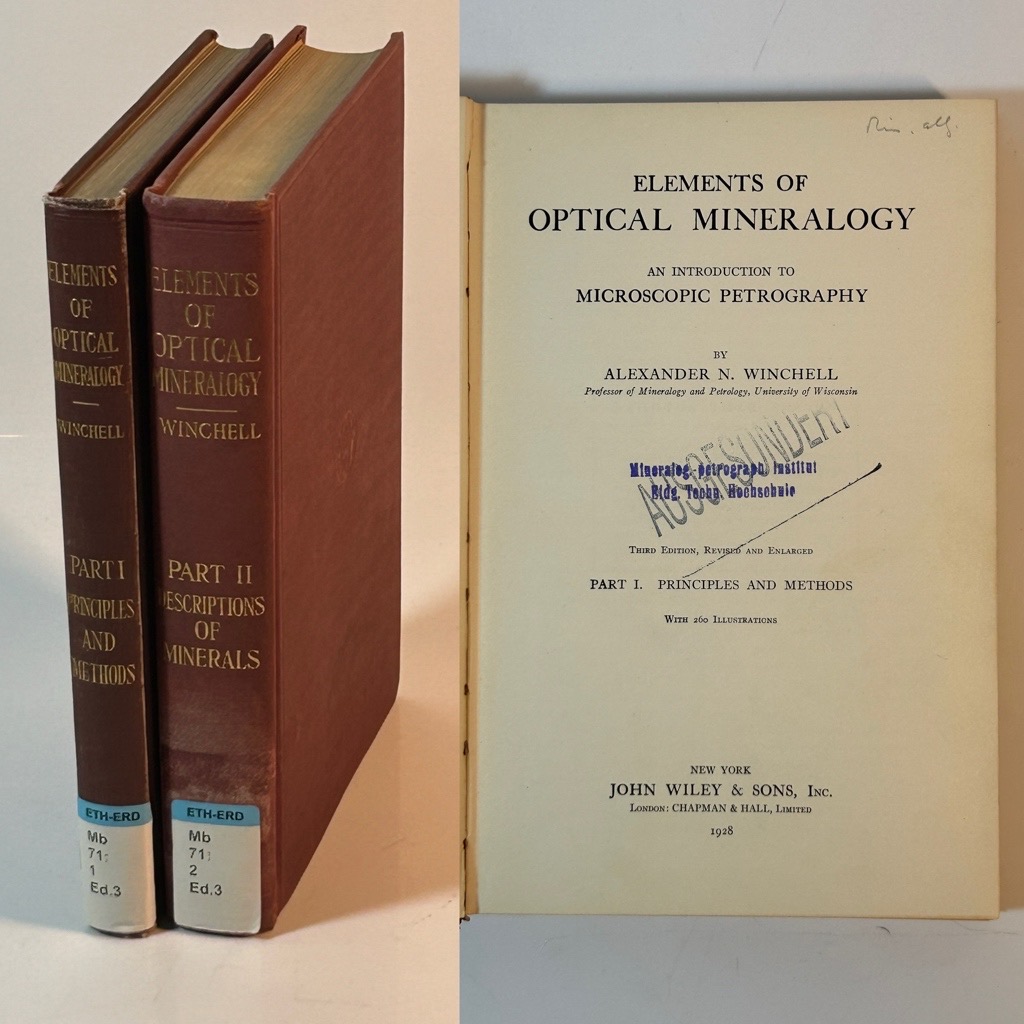 ELEMENTS
OF
OPTICAL
MINERALOGY
WINCHELL
PART I
PRINCIPLES
AND
METHODS
ETH-ERD
Mb
71:
1
Ed.3
ELEMENTS
OF
OPTICAL
MINERALOGY
WINCHELL
PART II
DESCRIPTIONS
OF
MINERALS
ETH-ERD
Mb
71:
2
Ed.3
ELEMENTS OF
OPTICAL MINERALOGY
AN INTRODUCTION TO
MICROSCOPIC PETROGRAPHY
BY
ALEXANDER N. WINCHELL
Professor of Mineralogy and Petrology, University of Wisconsin
AUSGESONDERT
Mineralog.-petrograph. Institut
Eidg. Techn. Hochschule
THIRD EDITION, REVISED AND ENLARGED
PART I. PRINCIPLES AND METHODS
WITH 260 ILLUSTRATIONS
NEW YORK
JOHN WILEY & SONS, INC.
LONDON: CHAPMAN & HALL, LIMITED
1928